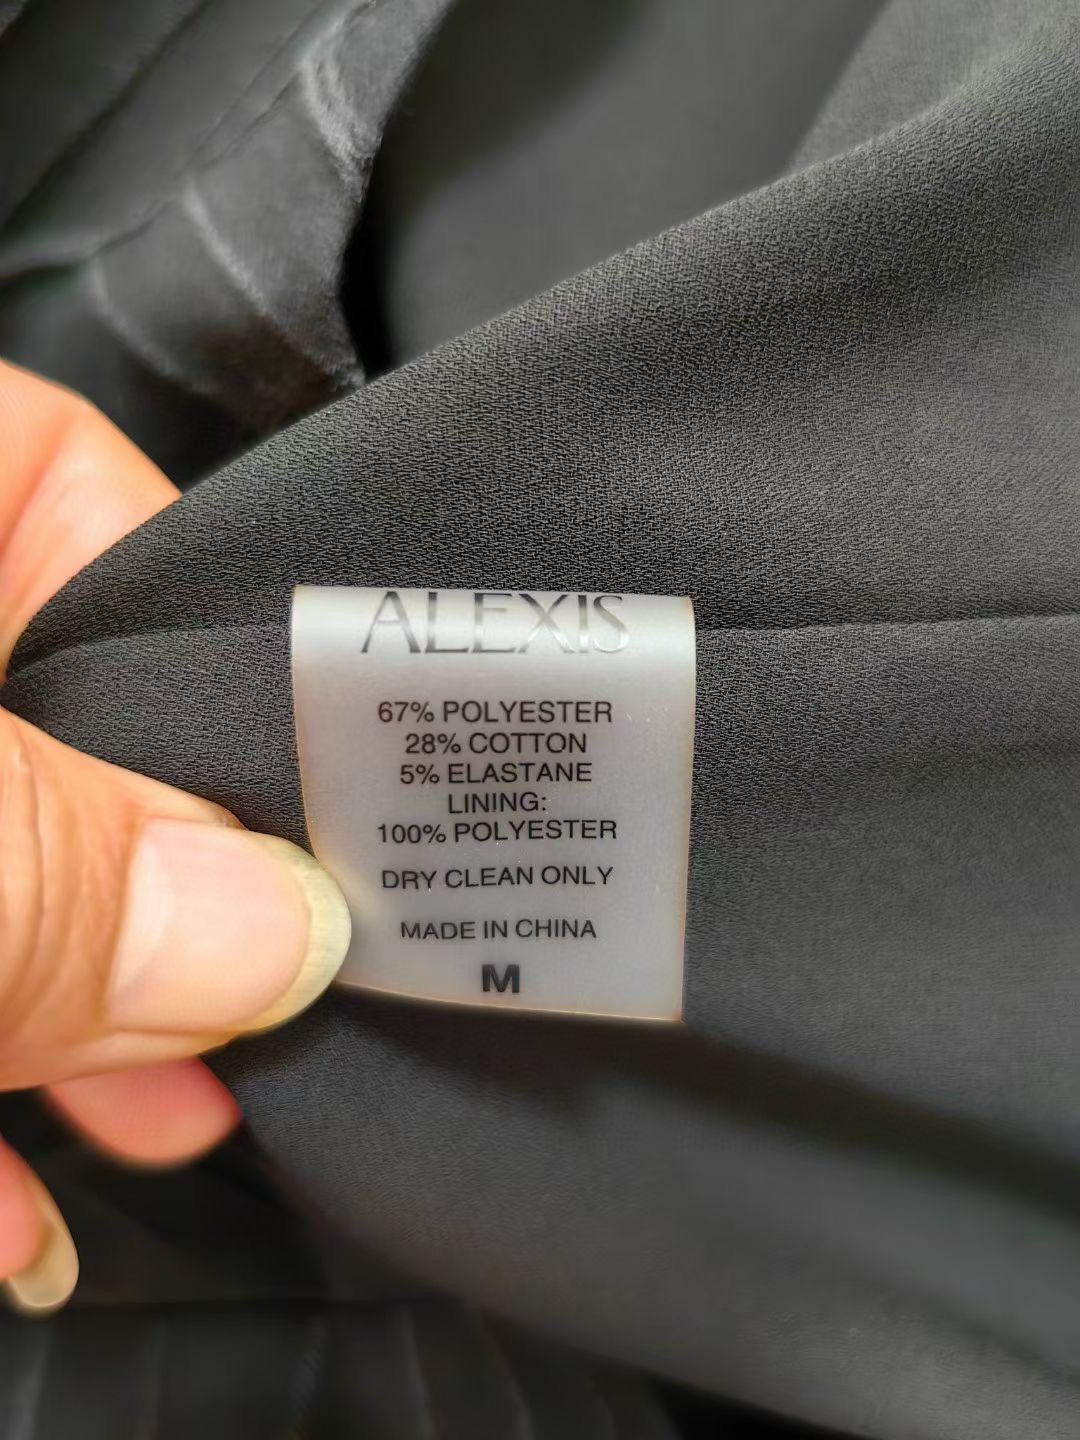 ALEXIS
67% POLYESTER
28% COTTON
5% ELASTANE
LINING:
100% POLYESTER
DRY CLEAN ONLY
MADE IN CHINA
M